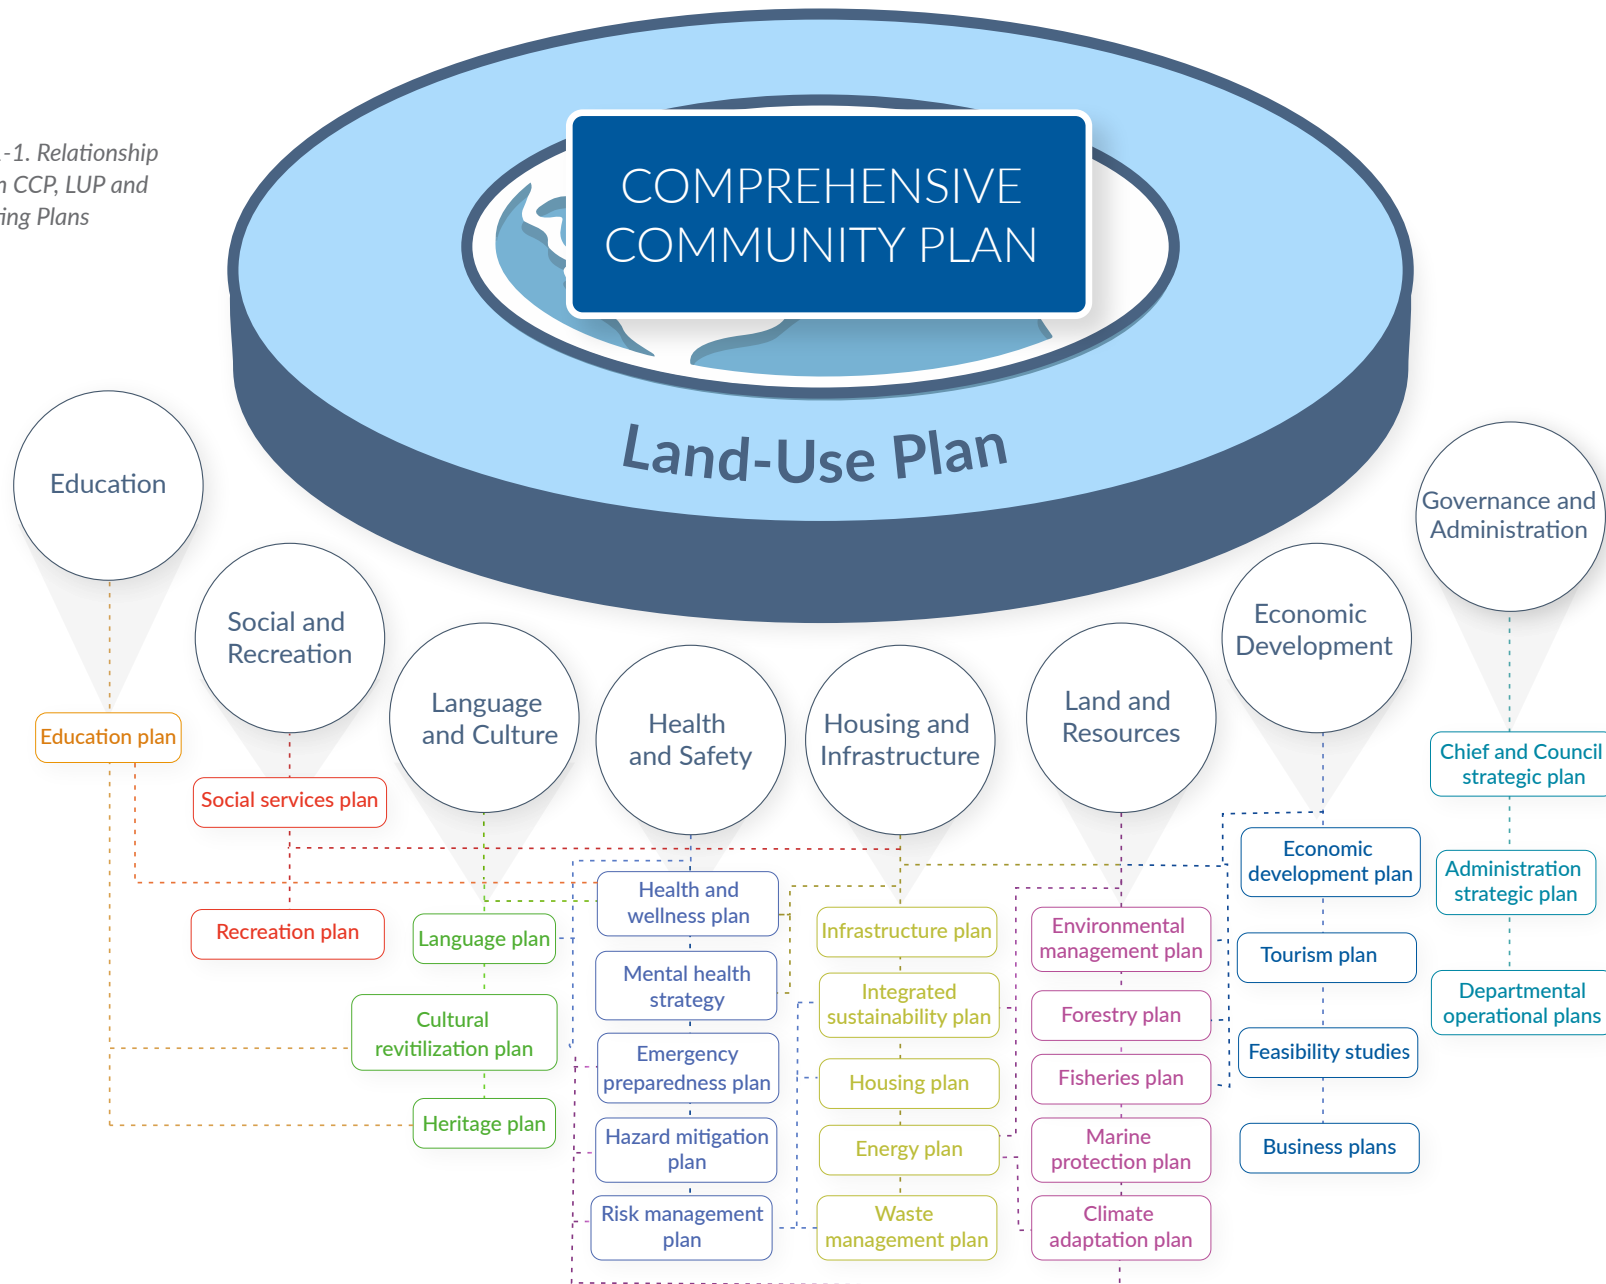 -1. Relationship
CCP, LUP and
Plans
COMPREHENSIVE
COMMUNITY PLAN
Land-Use Plan
Education
Governance and
Administration
Social and
Recreation
Economic
Development
Language
and Culture
Health
and Safety
Housing and
Infrastructure
Land and
Resources
Education plan
Social services plan
Recreation plan
Language plan
Cultural
revitilization plan
Heritage plan
Health and
wellness plan
Mental health
strategy
Emergency
preparedness plan
Hazard mitigation
plan
Risk management
plan
Infrastructure plan
Integrated
sustainability plan
Housing plan
Energy plan
Waste
management plan
Environmental
management plan
Forestry plan
Fisheries plan
Marine
protection plan
Climate
adaptation plan
Economic
development plan
Tourism plan
Feasibility studies
Business plans
Chief and Council
strategic plan
Administration
strategic plan
Departmental
operational plans